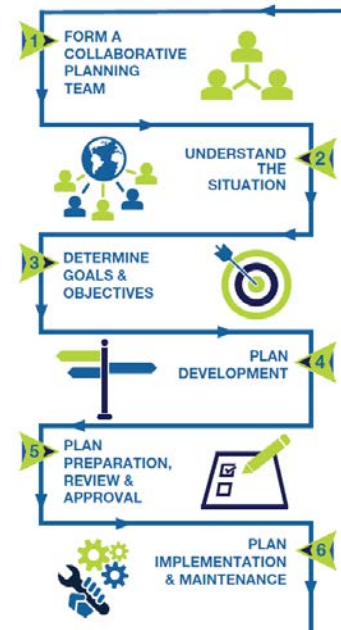 1
FORM A
COLLABORATIVE
PLANNING
TEAM
UNDERSTAND
THE
SITUATION
2
3
DETERMINE
GOALS &
OBJECTIVES
PLAN
DEVELOPMENT
4
5
PLAN
PREPARATION,
REVIEW &
APPROVAL
PLAN
IMPLEMENTATION
& MAINTENANCE
6